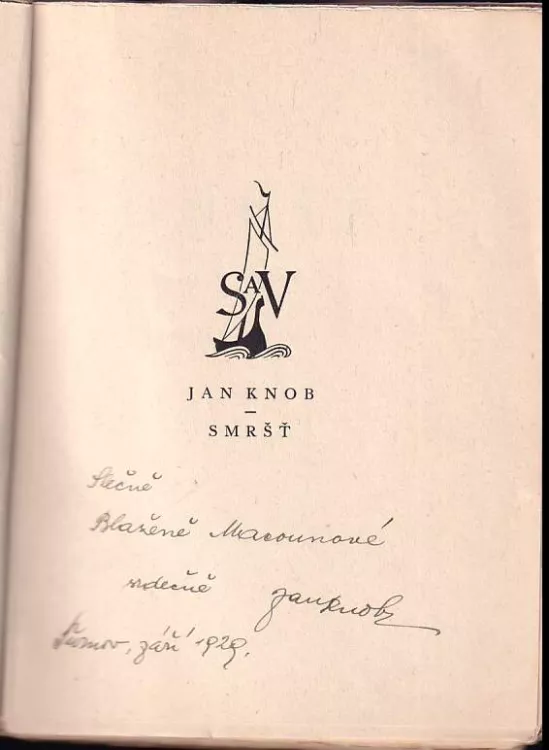 SAV
JAN KNOB
—
SMRŠŤ
Slečně
Blaženě Macounové
srdečně Jan Knob
září 1929.